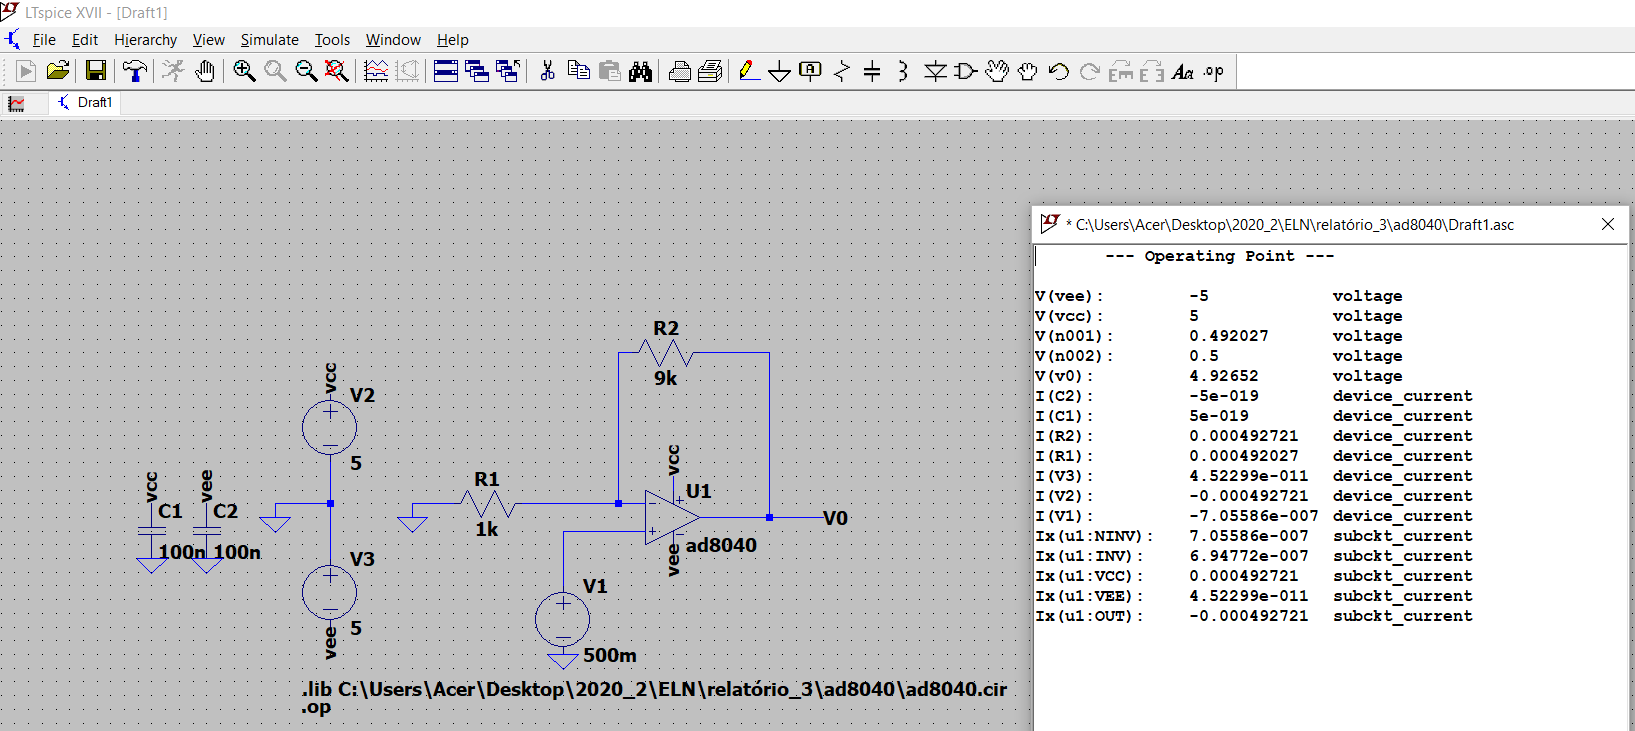 LTspice XVII - [Draft1]
File Edit Hierarchy View Simulate Tools Window Help
Draft1
* C:\Users\Acer\Desktop\2020_2\ELN\relatório_3\ad8040\Draft1.asc
--- Operating Point ---
V(vee): -5 voltage
V(vcc): 5 voltage
V(n001): 0.492027 voltage
V(n002): 0.5 voltage
V(v0): 4.92652 voltage
I(C2): -5e-019 device_current
I(C1): 5e-019 device_current
I(R2): 0.000492721 device_current
I(R1): 0.000492027 device_current
I(V3): 4.52299e-011 device_current
I(V2): -0.000492721 device_current
I(V1): -7.05586e-007 device_current
Ix(u1:NINV): 7.05586e-007 subckt_current
Ix(u1:INV): 6.94772e-007 subckt_current
Ix(u1:VCC): 0.000492721 subckt_current
Ix(u1:VEE): 4.52299e-011 subckt_current
Ix(u1:OUT): -0.000492721 subckt_current
R2
9k
vcc
V2
5
vcc
C1
100n
vee
C2
100n
V3
5
vee
R1
1k
vcc
U1
ad8040
vee
V0
V1
500m
.lib C:\Users\Acer\Desktop\2020_2\ELN\relatório_3\ad8040\ad8040.cir
.op